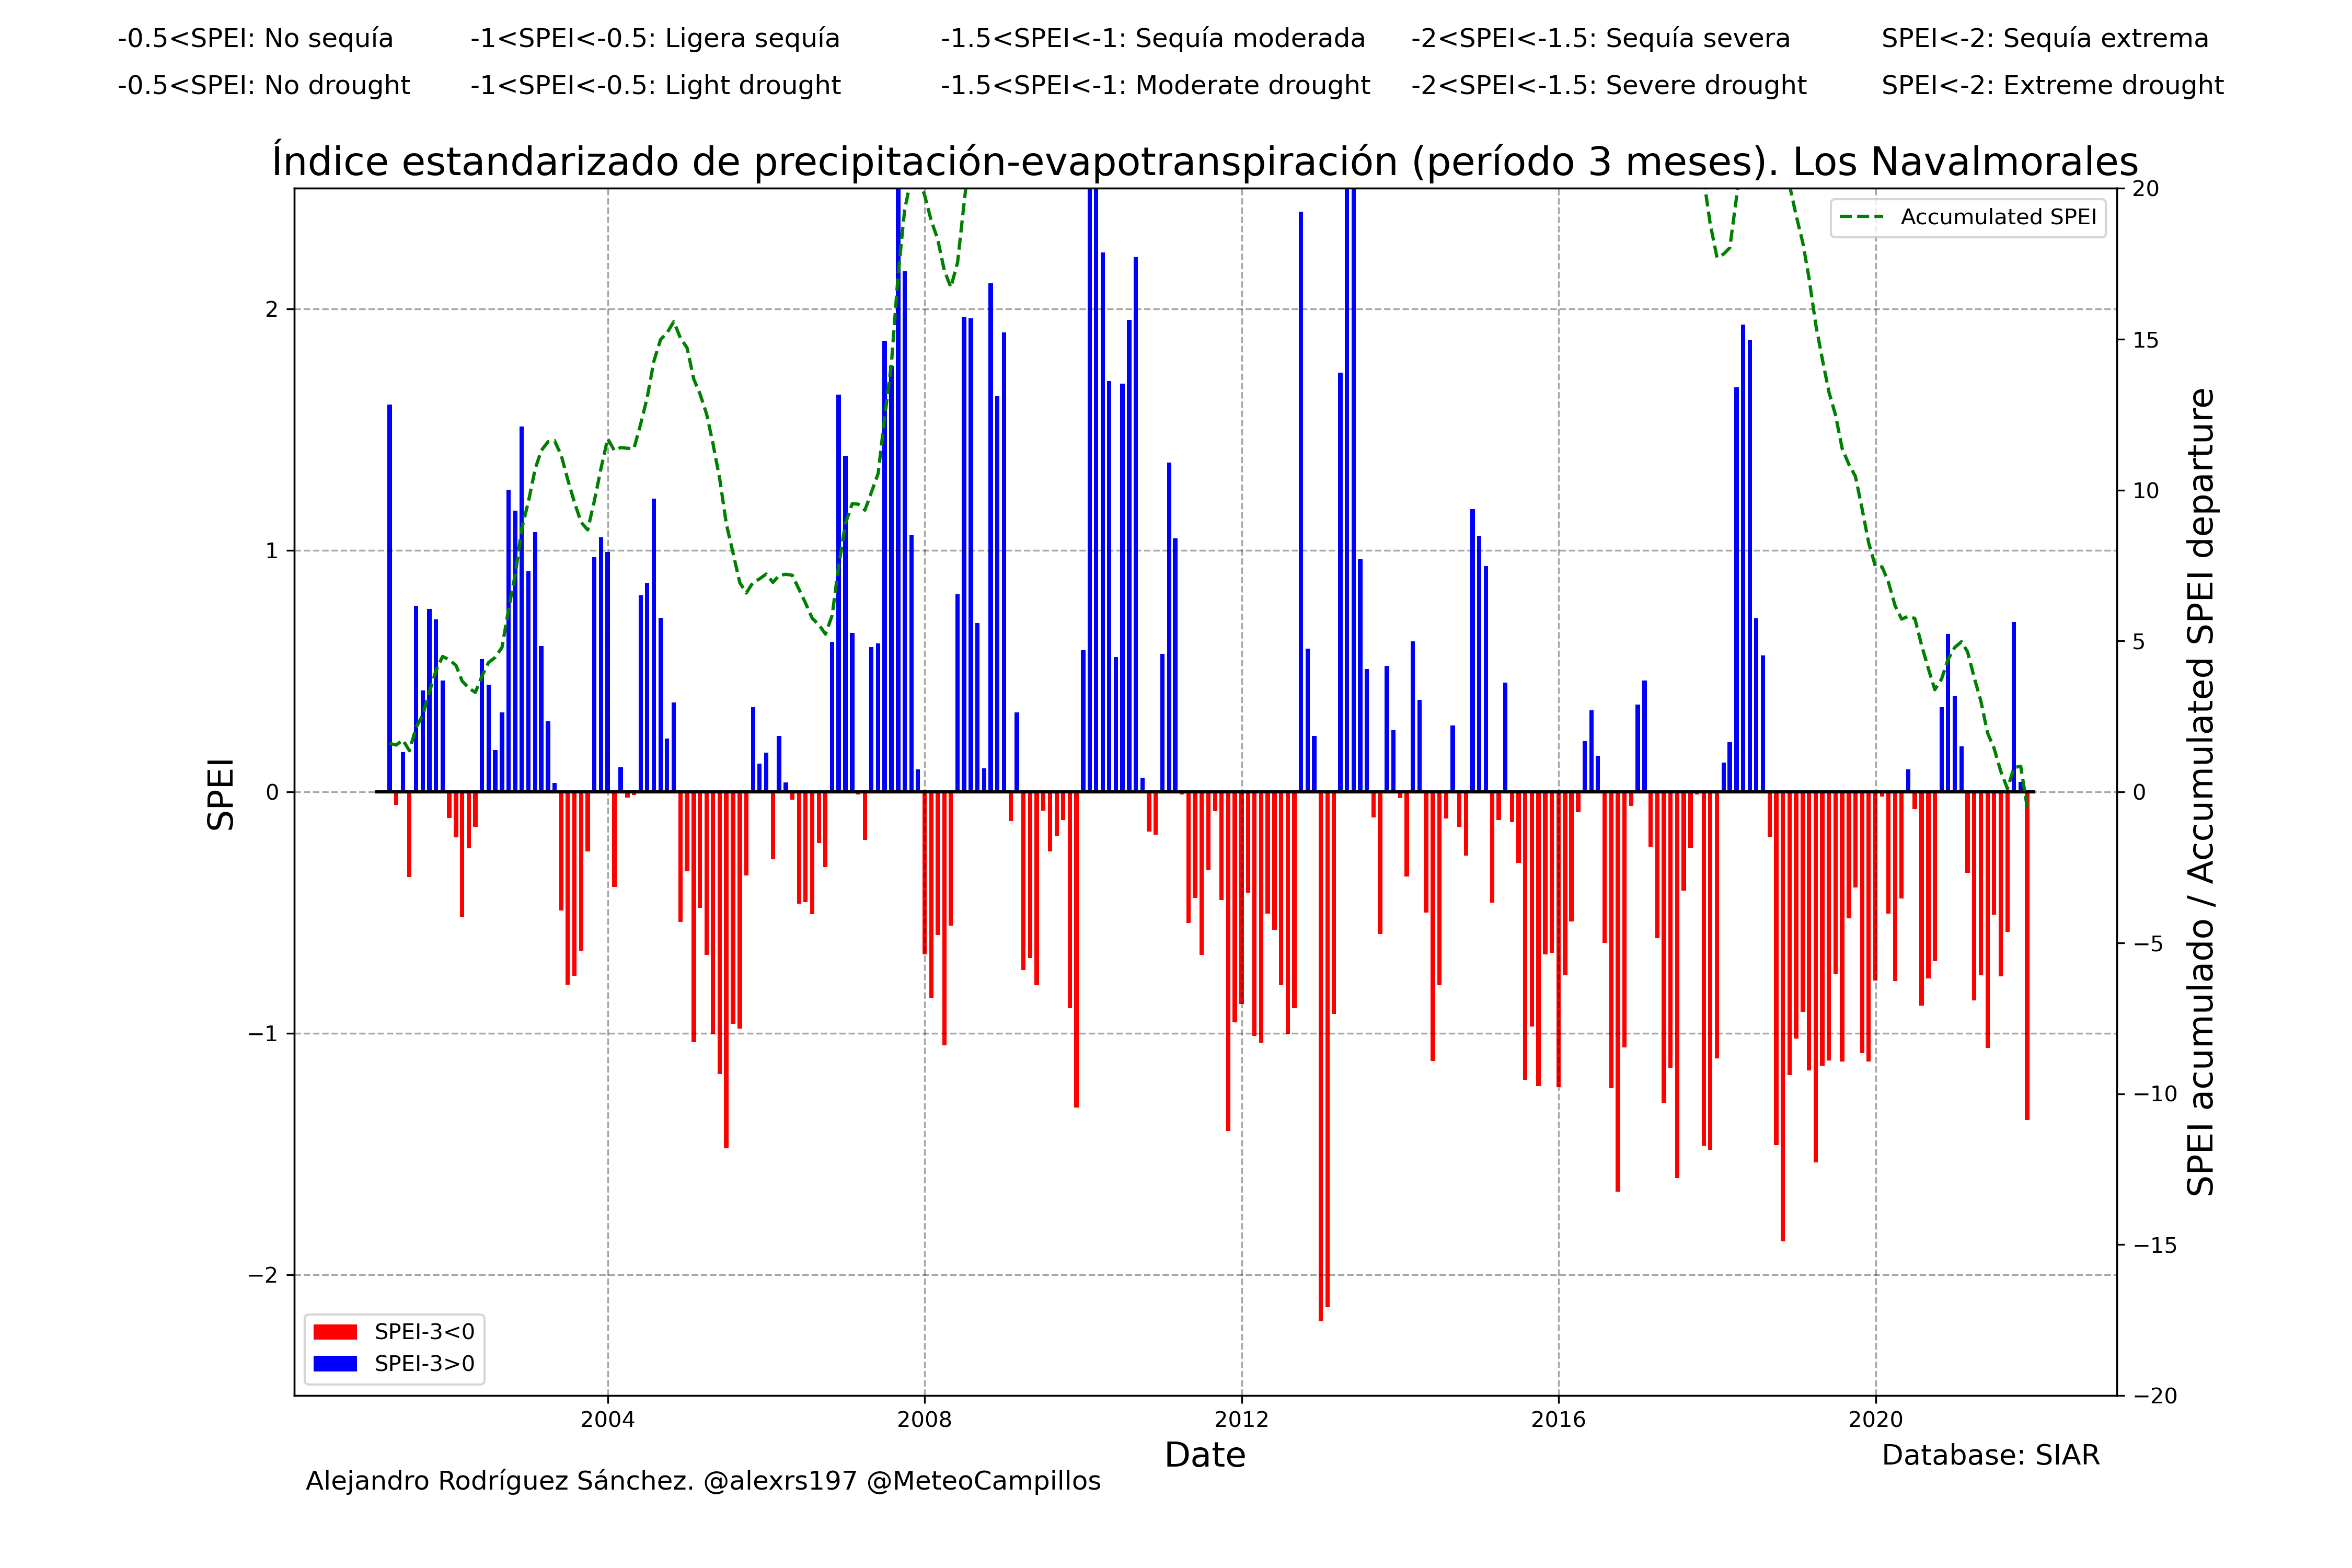 -0.5<SPEI: No sequía
-1<SPEI<-0.5: Ligera sequía
-1.5<SPEI<-1: Sequía moderada
-2<SPEI<-1.5: Sequía severa
SPEI<-2: Sequía extrema
-0.5<SPEI: No drought
-1<SPEI<-0.5: Light drought
-1.5<SPEI<-1: Moderate drought
-2<SPEI<-1.5: Severe drought
SPEI<-2: Extreme drought
Índice estandarizado de precipitación-evapotranspiración (período 3 meses). Los Navalmorales
Accumulated SPEI
SPEI
2
1
0
−1
−2
20
15
10
5
0
−5
−10
−15
−20
SPEI acumulado / Accumulated SPEI departure
SPEI-3<0
SPEI-3>0
2004
2008
2012
2016
2020
Date
Database: SIAR
Alejandro Rodríguez Sánchez. @alexrs197 @MeteoCampillos